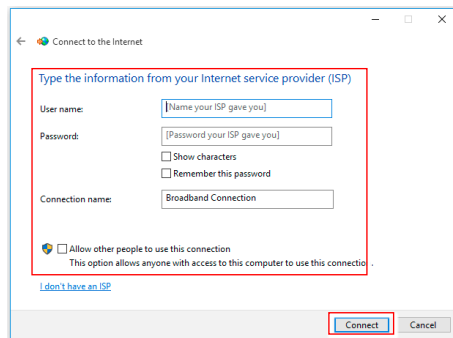 Connect to the Internet
Type the information from your Internet service provider (ISP)
User name: [Name your ISP gave you]
Password: [Password your ISP gave you]
Show characters
Remember this password
Connection name: Broadband Connection
Allow other people to use this connection
This option allows anyone with access to this computer to use this connectio .
I don't have an ISP
Connect Cancel